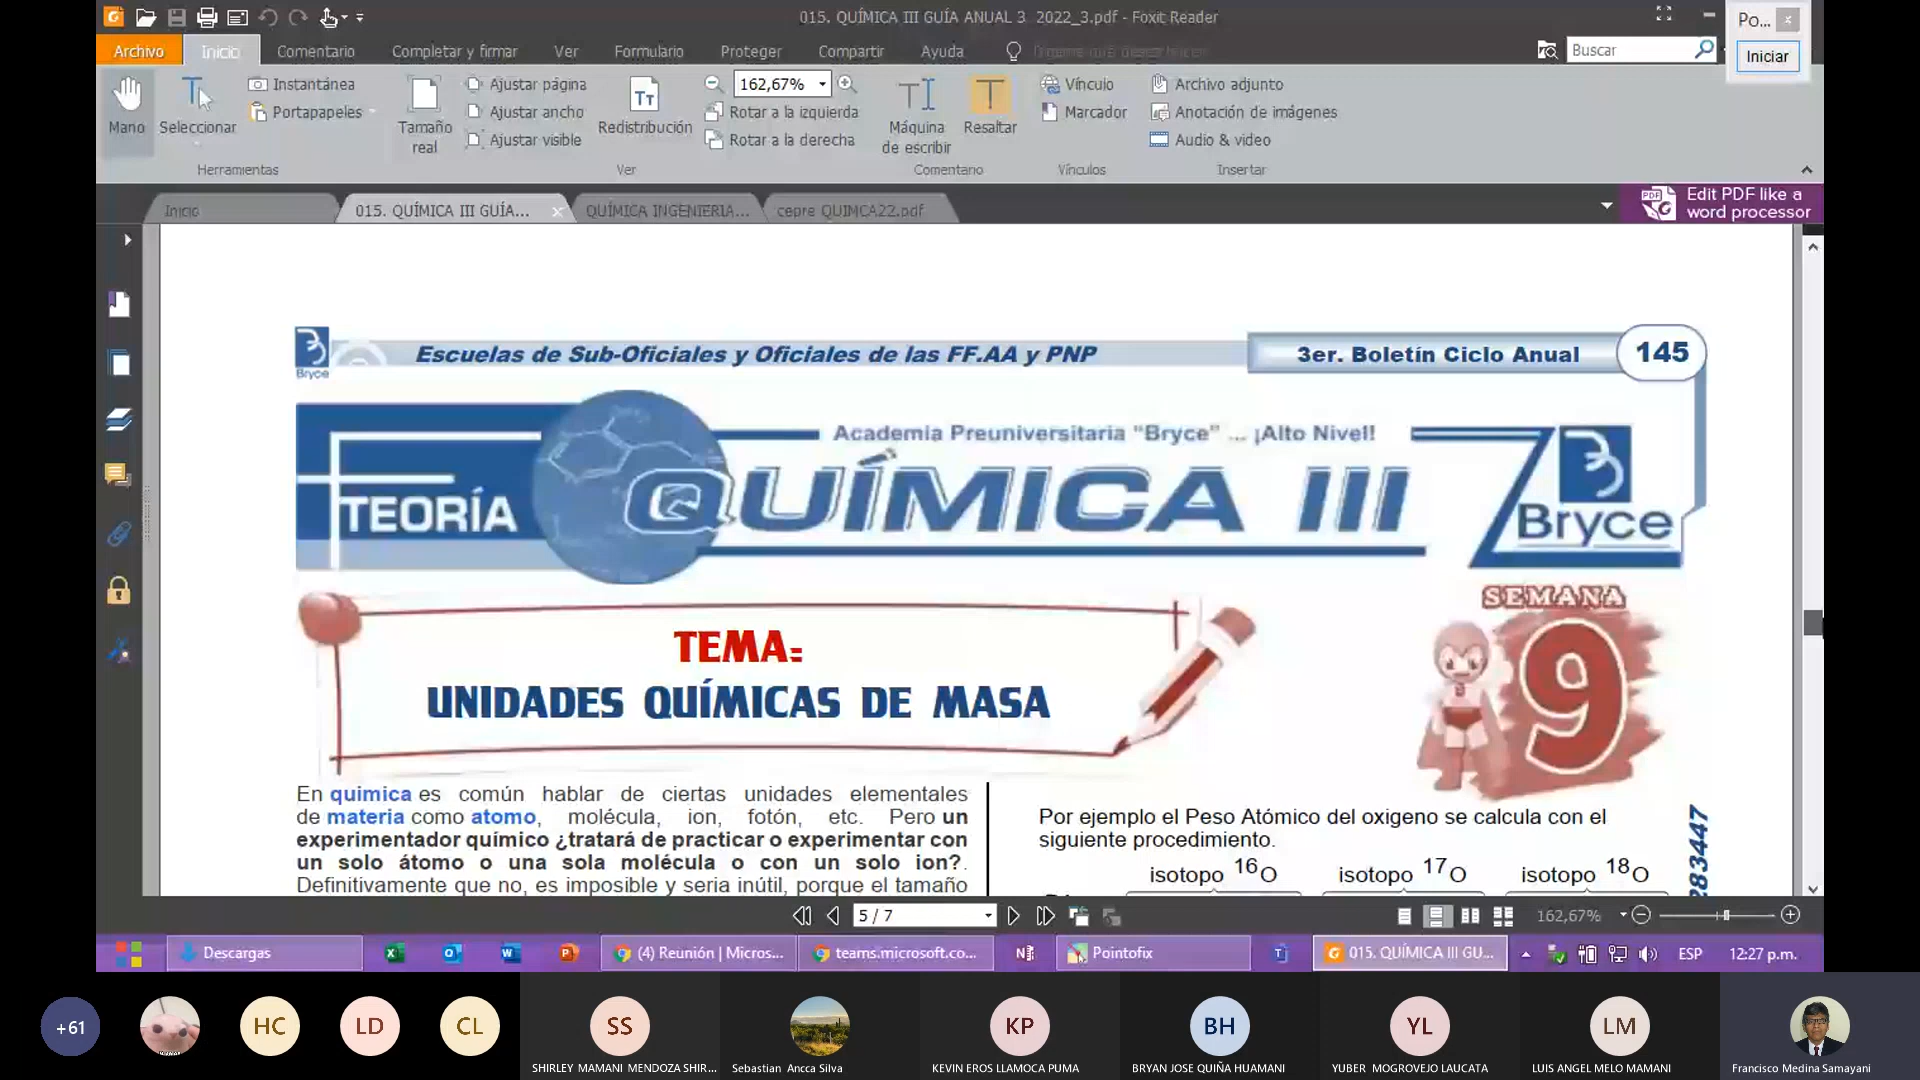 015. QUÍMICA III GUÍA ANUAL 3 2022_3.pdf - Foxit Reader
Po...
Iniciar
Archivo
Inicio
Comentario
Completar y firmar
Ver
Formulario
Proteger
Compartir
Ayuda
Buscar
Mano
Seleccionar
Instantánea
Portapapeles
Herramientas
Tamaño real
Ajustar página
Ajustar ancho
Ajustar visible
Redistribución
162,67%
Rotar a la izquierda
Rotar a la derecha
Ver
Máquina de escribir
Resaltar
Comentario
Vínculo
Marcador
Vínculos
Archivo adjunto
Anotación de imágenes
Audio & video
Insertar
Inicio
015. QUÍMICA III GUÍA...
QUÍMICA INGENIERIA...
cepre QUIMCA22.pdf
Edit PDF like a
word processor
Bryce
Escuelas de Sub-Oficiales y Oficiales de las FF.AA y PNP
3er. Boletín Ciclo Anual
145
Academia Preuniversitaria "Bryce" ... ¡Alto Nivel!
TEORÍA
QUÍMICA III
Bryce
SEMANA
9
TEMA:
UNIDADES QUÍMICAS DE MASA
En quimica es común hablar de ciertas unidades elementales
de materia como atomo, molécula, ion, fotón, etc. Pero un
experimentador químico ¿tratará de practicar o experimentar con
un solo átomo o una sola molécula o con un solo ion?.
Definitivamente que no, es imposible y seria inútil, porque el tamaño
Por ejemplo el Peso Atómico del oxigeno se calcula con el
siguiente procedimiento.
isotopo 16O
isotopo 17O
isotopo 18O
283447
5 / 7
162,67%
Descargas
(4) Reunión | Micros...
teams.microsoft.co...
Pointofix
015. QUÍMICA III GU...
ESP
12:27 p.m.
+61
HC
LD
CL
SS
KP
BH
YL
LM
SHIRLEY MAMANI MENDOZA SHIR...
Sebastian Ancca Silva
KEVIN EROS LLAMOCA PUMA
BRYAN JOSE QUIÑA HUAMANI
YUBER MOGROVEJO LAUCATA
LUIS ANGEL MELO MAMANI
Francisco Medina Samayani